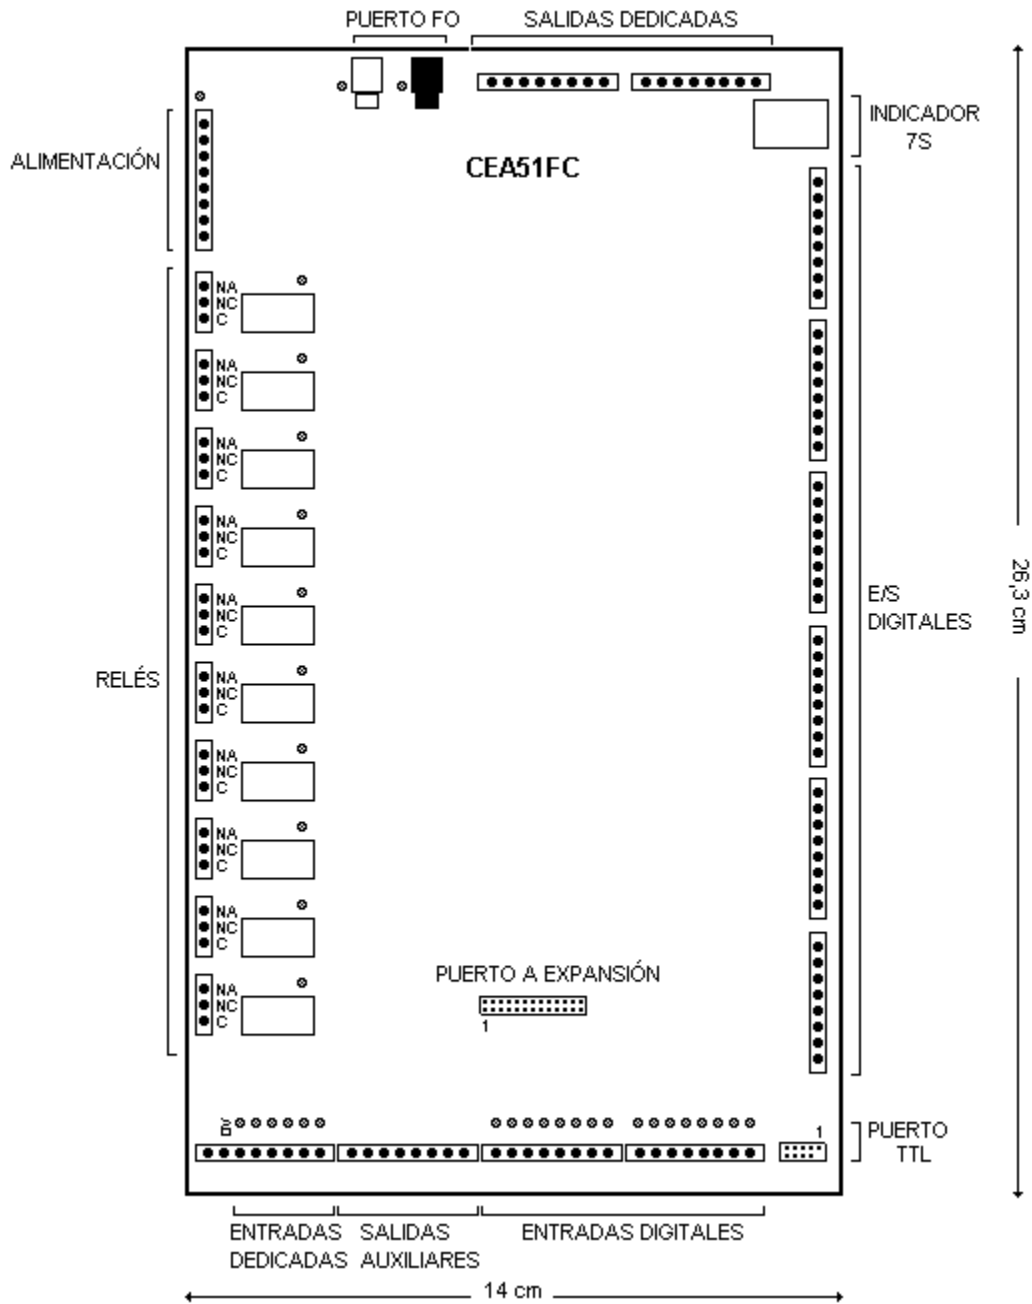 PUERTO FO
SALIDAS DEDICADAS
INDICADOR
7S
ALIMENTACIÓN
CEA51FC
NA
NC
C
NA
NC
C
NA
NC
C
NA
NC
C
NA
NC
C
NA
NC
C
NA
NC
C
NA
NC
C
NA
NC
C
NA
NC
C
RELÉS
E/S
DIGITALES
26,3 cm
PUERTO A EXPANSIÓN
1
1
PUERTO
TTL
ENTRADAS
DEDICADAS
SALIDAS
AUXILIARES
ENTRADAS DIGITALES
14 cm